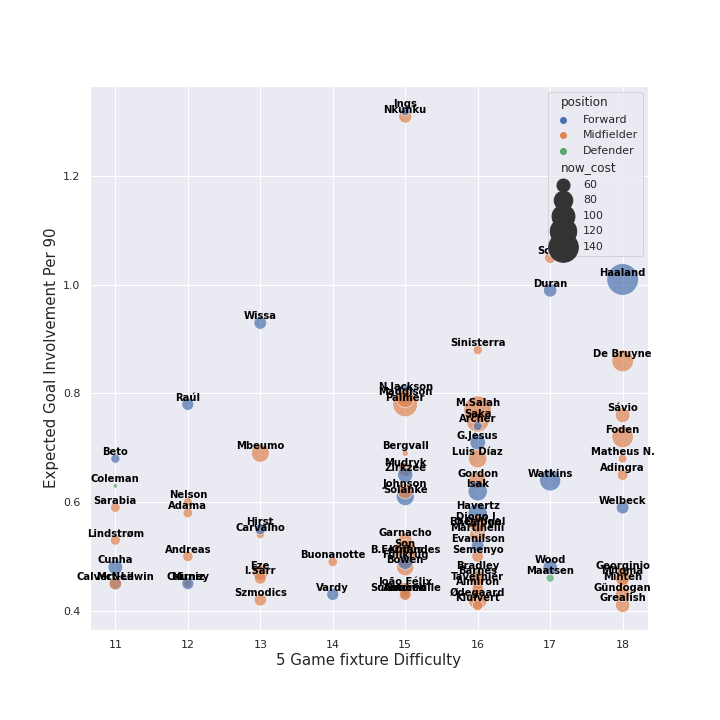 Ings
Nkunku
position
Forward
Midfielder
Defender
now_cost
60
80
100
120
140
1.2
Haaland
Duran
1.0
Wissa
Sinisterra
De Bruyne
N.Jackson
Maddison
Palmer
Raúl
0.8
M.Salah
Saka
Archer
Sávio
G.Jesus
Foden
Beto
Mbeumo
Bergvall
Luis Díaz
Matheus N.
Mudryk
Zirkzee
Adingra
Coleman
Gordon
Watkins
Johnson
Solanke
Isak
Sarabia
Nelson
Adama
0.6
Havertz
Welbeck
Hirst
Carvalho
Diogo J.
Martinelli
Lindstrøm
Garnacho
Evanilson
Andreas
Son
B.Fernandes
Semenyo
Cunha
Buonanotte
Bowen
Wood
Maatsen
Eze
I.Sarr
Bradley
Barnes
Tavernier
Georginio
Minteh
Calvert-Lewin
McNeil
Szmodics
Vardy
João Félix
Almirón
Gündogan
Ødegaard
Kluivert
Grealish
0.4
11 12 13 14 15 16 17 18
Expected Goal Involvement Per 90
5 Game fixture Difficulty